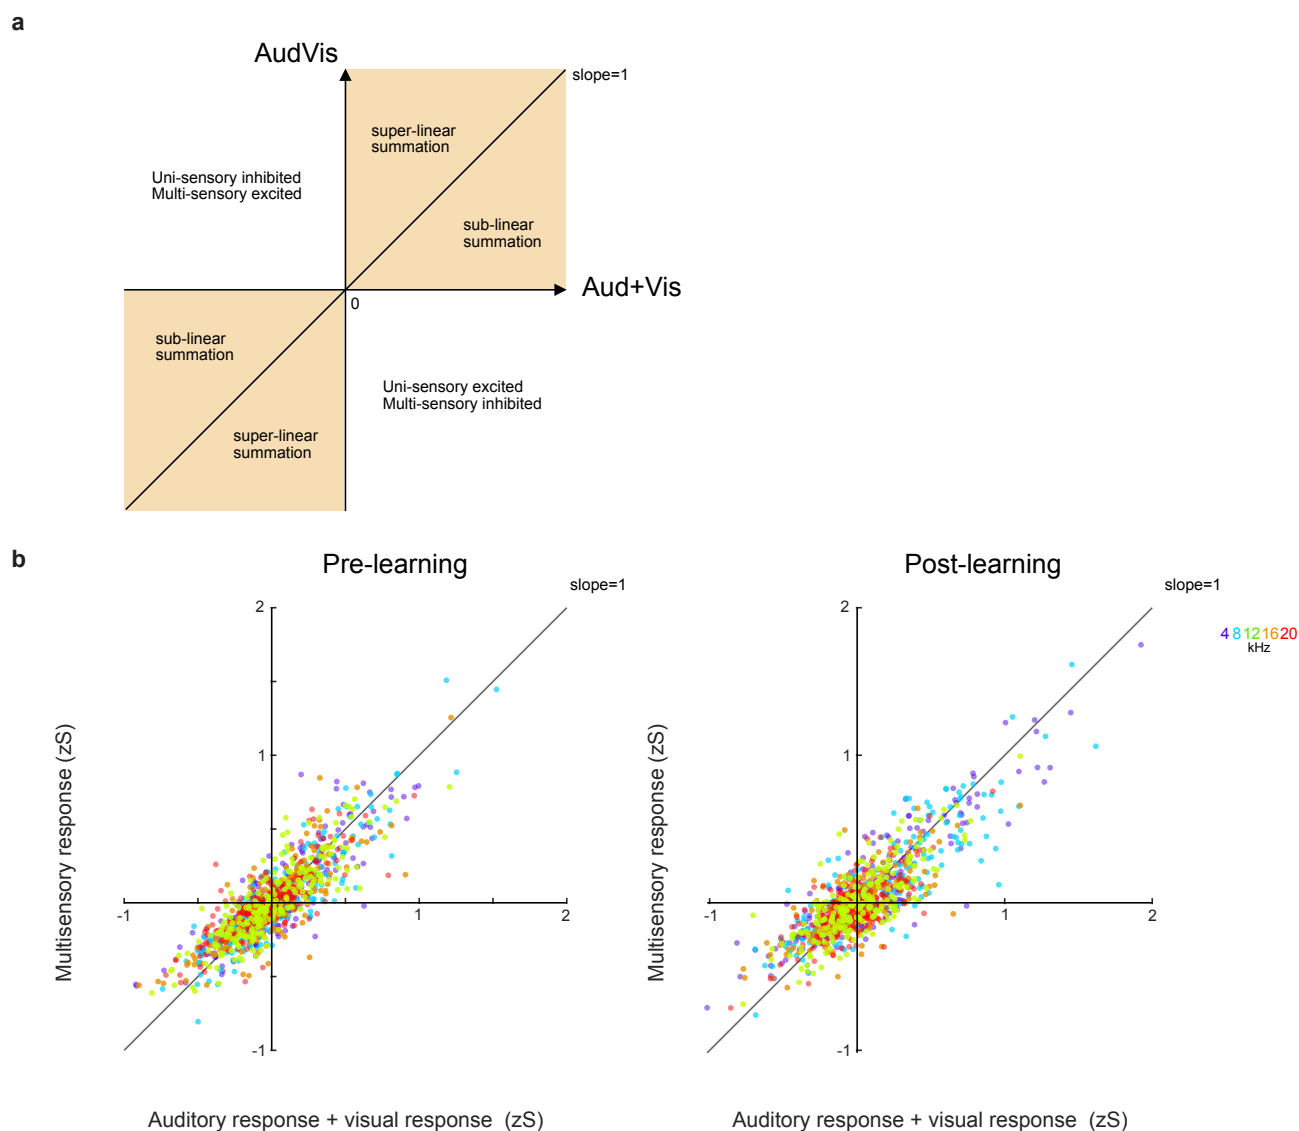 a
AudVis
slope=1
super-linear
summation
Uni-sensory inhibited
Multi-sensory excited
sub-linear
summation
Aud+Vis
0
sub-linear
summation
Uni-sensory excited
Multi-sensory inhibited
super-linear
summation
b
Pre-learning
slope=1
2
1
-1
1
2
-1
Multisensory response (zS)
Auditory response + visual response (zS)
Post-learning
slope=1
4 8 12 16 20
kHz
2
1
-1
1
2
-1
Multisensory response (zS)
Auditory response + visual response (zS)